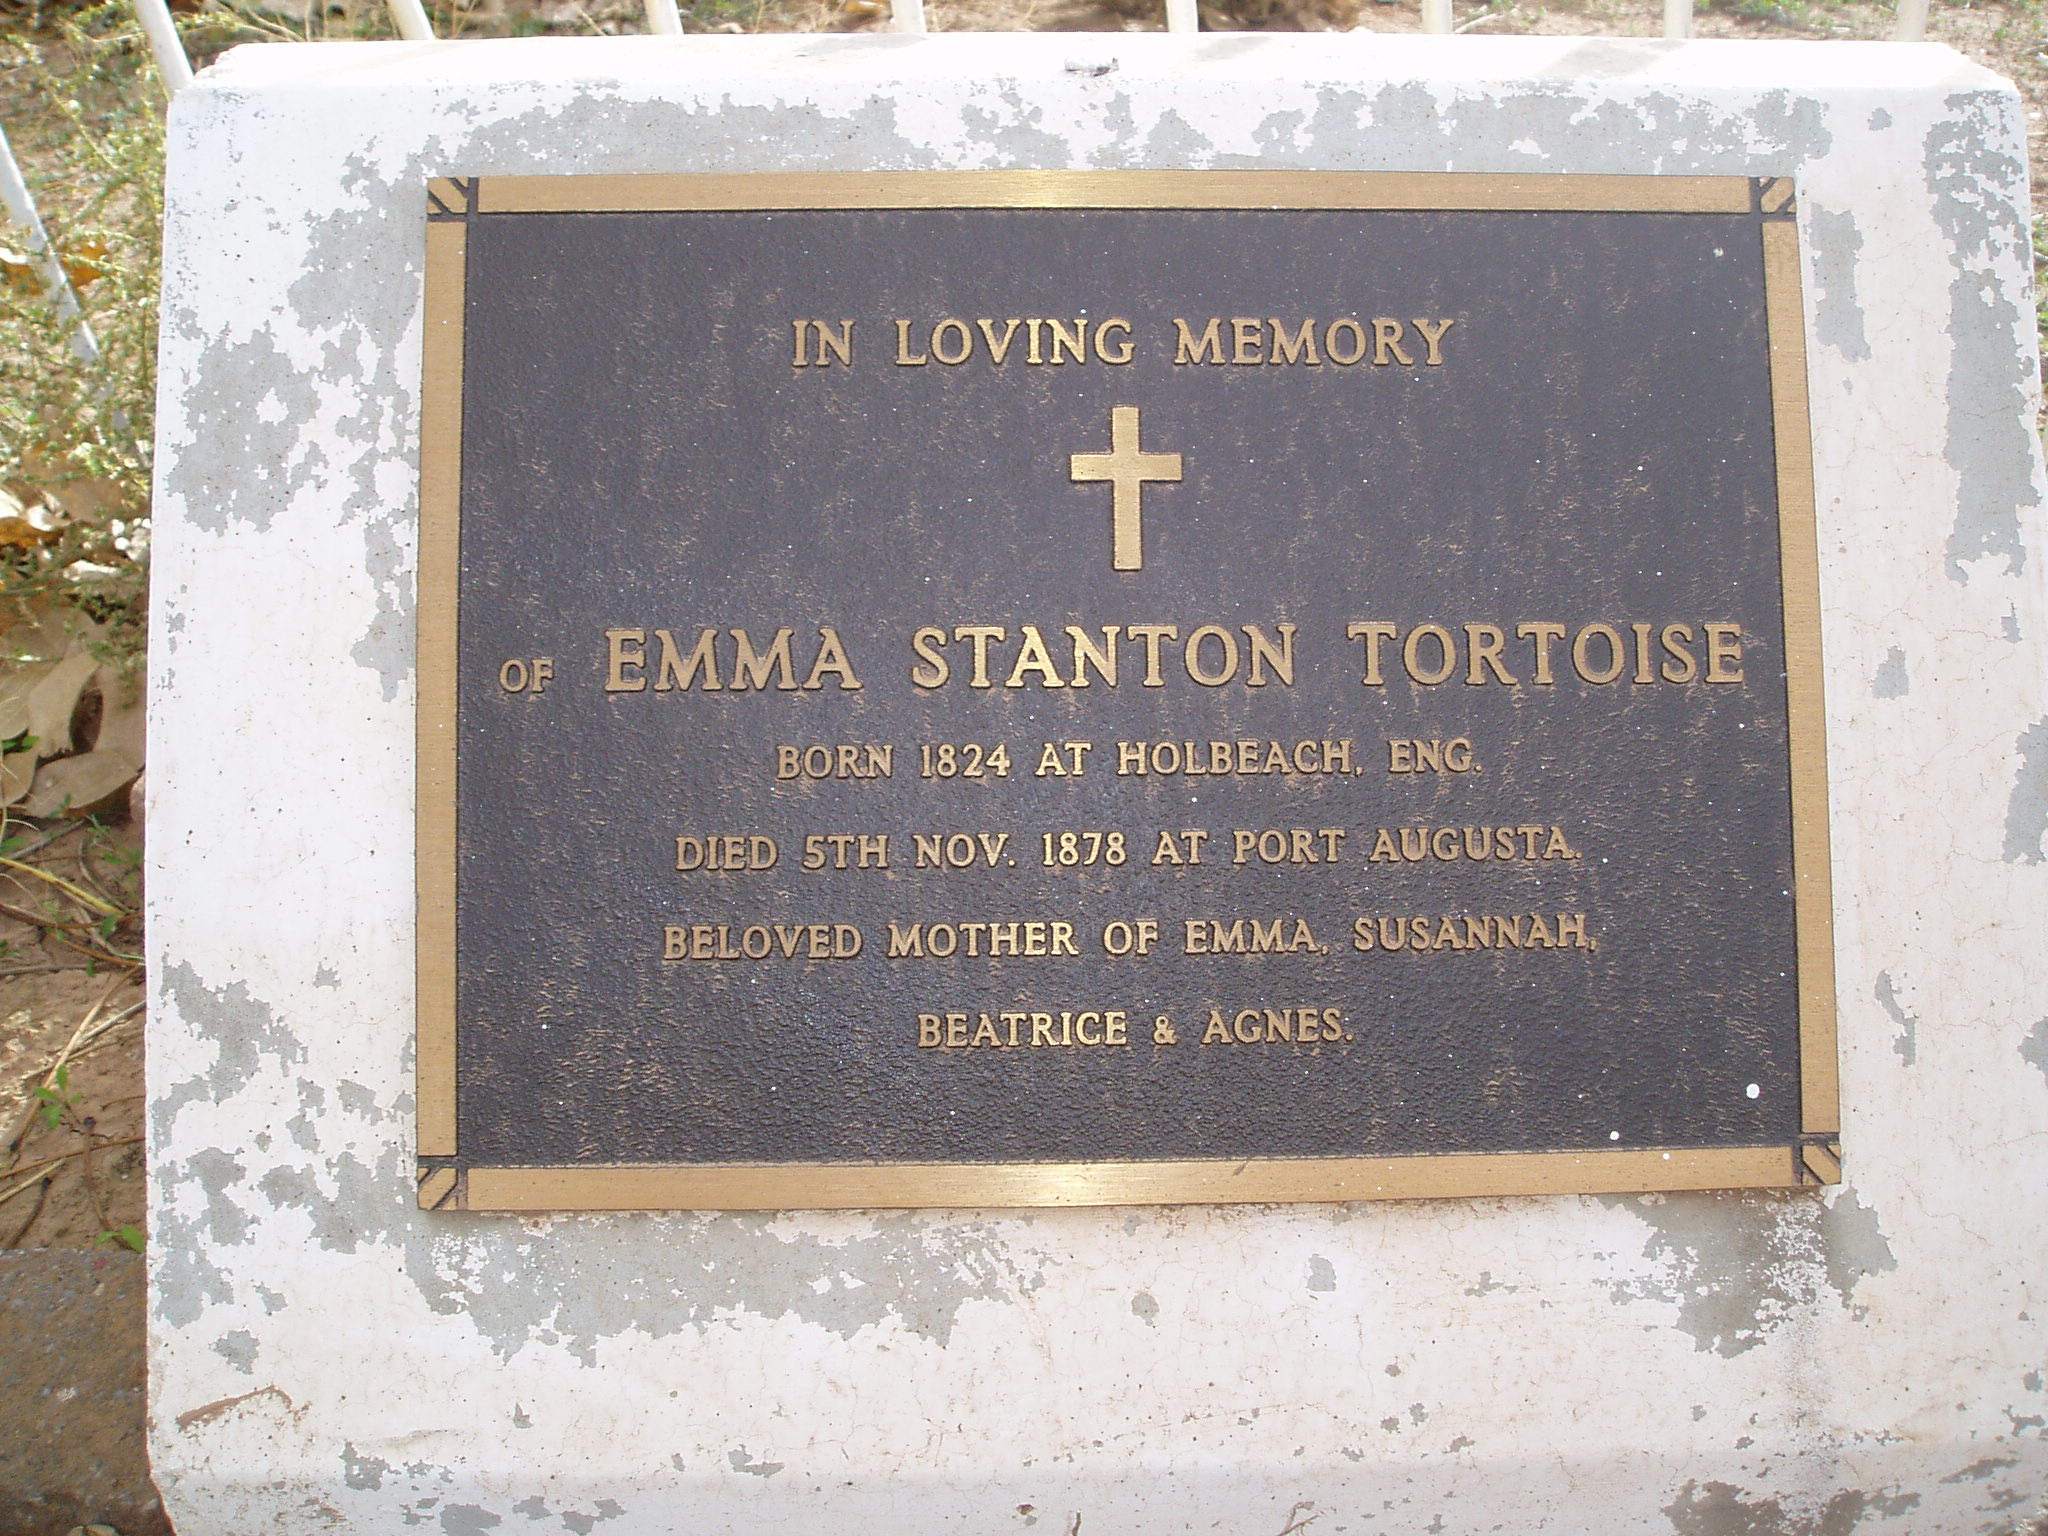 IN LOVING MEMORY
OF EMMA STANTON TORTOISE
BORN 1824 AT HOLBEACH, ENG.
DIED 5TH NOV. 1878 AT PORT AUGUSTA.
BELOVED MOTHER OF EMMA, SUSANNAH,
BEATRICE & AGNES.